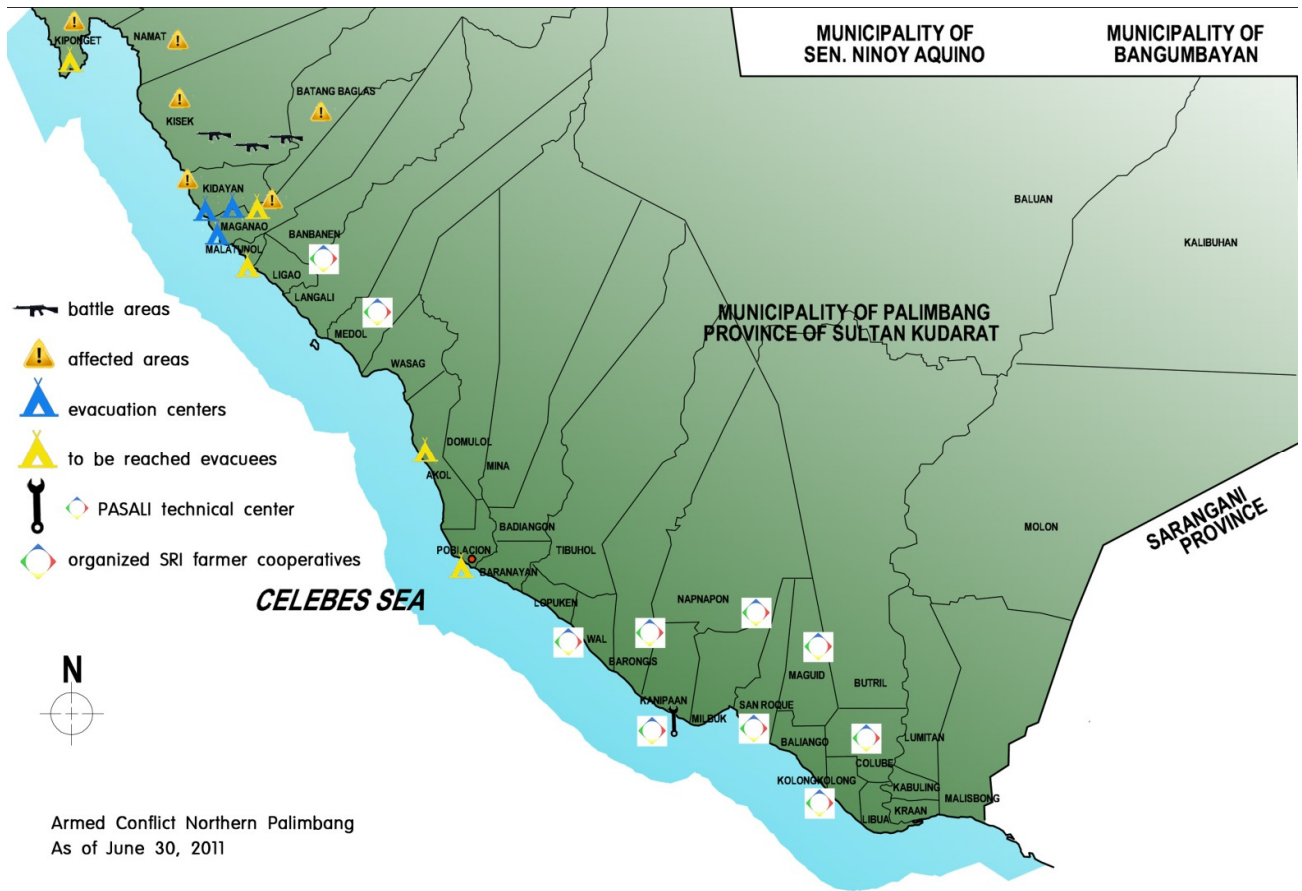 MUNICIPALITY OF
SEN. NINOY AQUINO
MUNICIPALITY OF
BANGUMBAYAN
KIPONGET
NAMAT
BATANG BAGLAS
KISEK
KIDAYAN
MAGANAO
MALATUNOL
BANBANEN
LIGAO
LANGALI
MEDOL
WASAG
BALUAN
KALIBUHAN
MUNICIPALITY OF PALIMBANG
PROVINCE OF SULTAN KUDARAT
battle areas
affected areas
evacuation centers
to be reached evacuees
PASALI technical center
organized SRI farmer cooperatives
DOMULOL
MINA
AKOL
BADIANGON
POBLACION
TIBUHOL
BARANAYAN
MOLON
SARANGANI
PROVINCE
CELEBES SEA
LOPUKEN
NAPNAPON
WAL
BARONGIS
MAGUID
BUTRIL
KANIPAAN
MILBUK
SAN ROQUE
BALIANGO
LUMITAN
COLUBE
KOLONGKOLONG
KABULING
MALISBONG
KRAAN
LIBUA
N
Armed Conflict Northern Palimbang
As of June 30, 2011